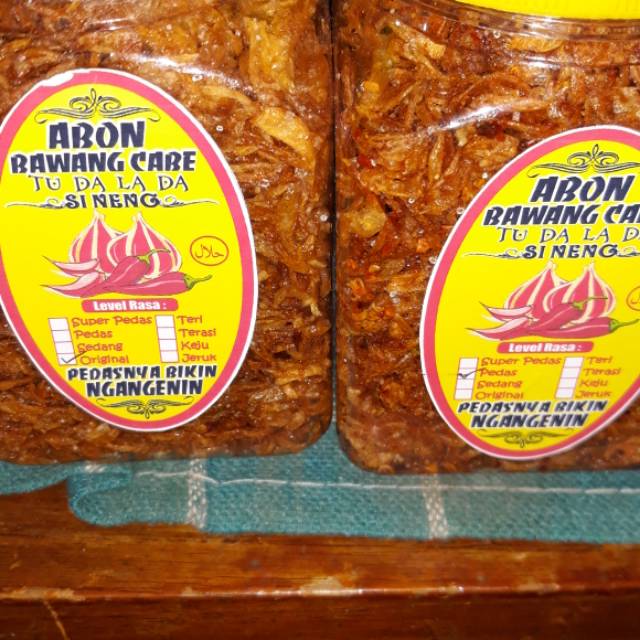 ABON
BAWANG CABE
TU DA LA DA
SI NENG
حلال
Level Rasa :
Super Pedas Teri
Pedas Terasi
Sedang Keju
Original Jeruk
PEDASNYA BIKIN
NGANGENIN
ABON
BAWANG CA
TU DA LA D
SI NENG
Level Rasa :
Super Pedas Teri
Pedas Terasi
Sedang Keju
Original Jeruk
PEDASNYA BIKIN
NGANGENIN